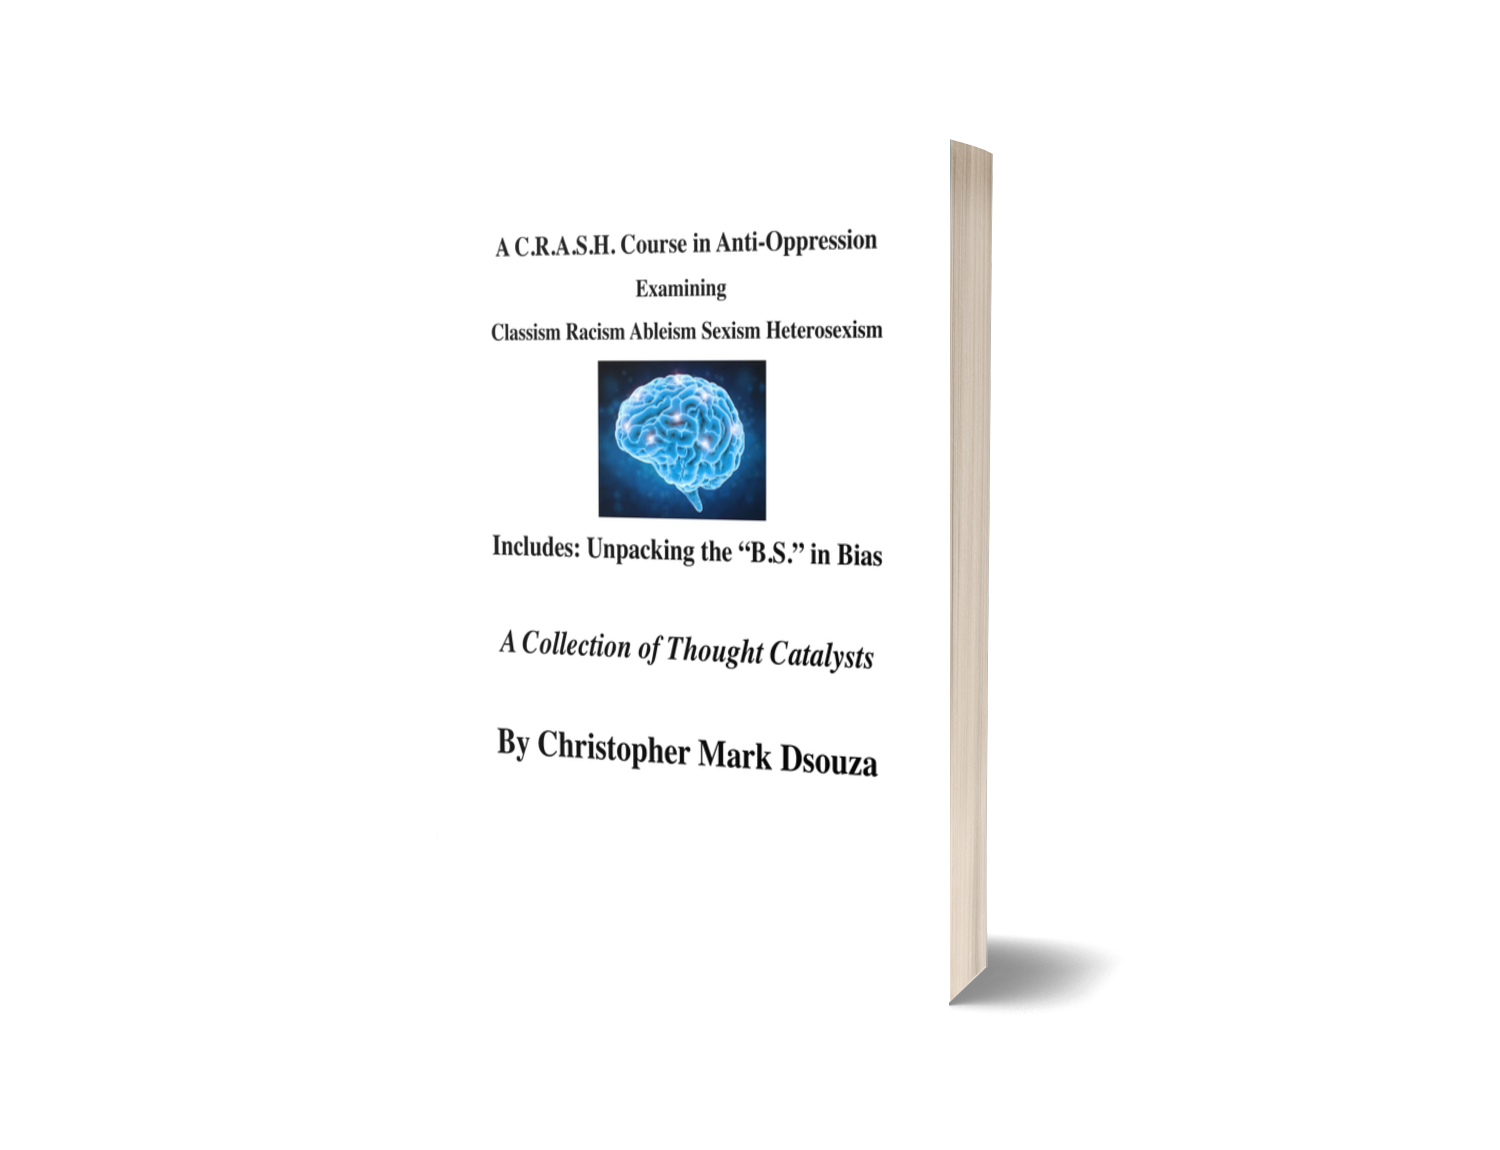 A C.R.A.S.H. Course in Anti-Oppression
Examining
Classism Racism Ableism Sexism Heterosexism
Includes: Unpacking the “B.S.” in Bias
A Collection of Thought Catalysts
By Christopher Mark Dsouza